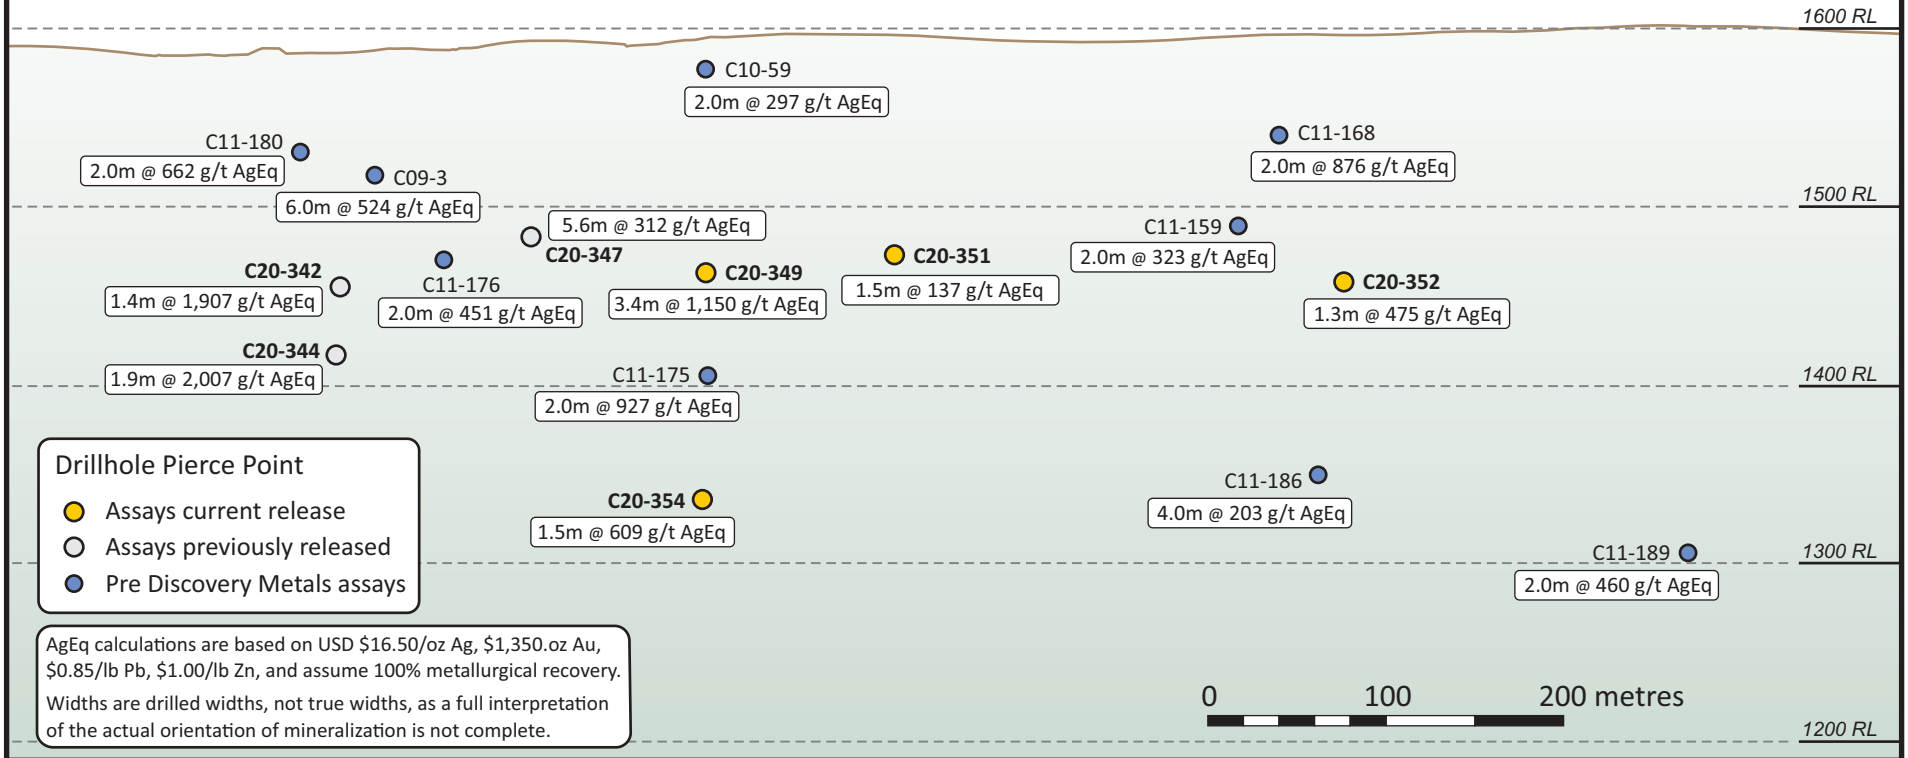 1600 RL
C10-59
2.0m @ 297 g/t AgEq
C11-180
2.0m @ 662 g/t AgEq
C09-3
6.0m @ 524 g/t AgEq
C11-168
2.0m @ 876 g/t AgEq
1500 RL
5.6m @ 312 g/t AgEq
C20-347
C11-159
2.0m @ 323 g/t AgEq
C20-342
1.4m @ 1,907 g/t AgEq
C11-176
2.0m @ 451 g/t AgEq
C20-349
3.4m @ 1,150 g/t AgEq
C20-351
1.5m @ 137 g/t AgEq
C20-352
1.3m @ 475 g/t AgEq
C20-344
1.9m @ 2,007 g/t AgEq
C11-175
2.0m @ 927 g/t AgEq
1400 RL
Drillhole Pierce Point
Assays current release
Assays previously released
Pre Discovery Metals assays
C20-354
1.5m @ 609 g/t AgEq
C11-186
4.0m @ 203 g/t AgEq
C11-189
2.0m @ 460 g/t AgEq
1300 RL
AgEq calculations are based on USD $16.50/oz Ag, $1,350.oz Au,
$0.85/lb Pb, $1.00/lb Zn, and assume 100% metallurgical recovery.
Widths are drilled widths, not true widths, as a full interpretation
of the actual orientation of mineralization is not complete.
0 100 200 metres
1200 RL